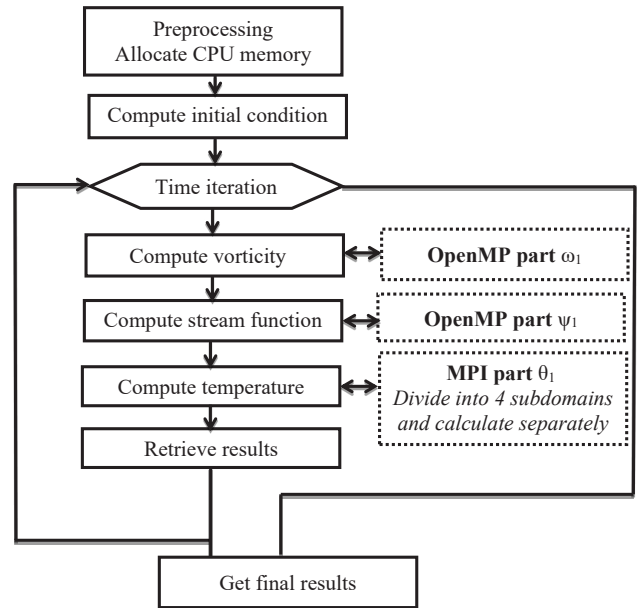 Preprocessing
Allocate CPU memory
Compute initial condition
Time iteration
Compute vorticity
OpenMP part ω₁
Compute stream function
OpenMP part ψ₁
Compute temperature
MPI part θ₁
Divide into 4 subdomains
and calculate separately
Retrieve results
Get final results